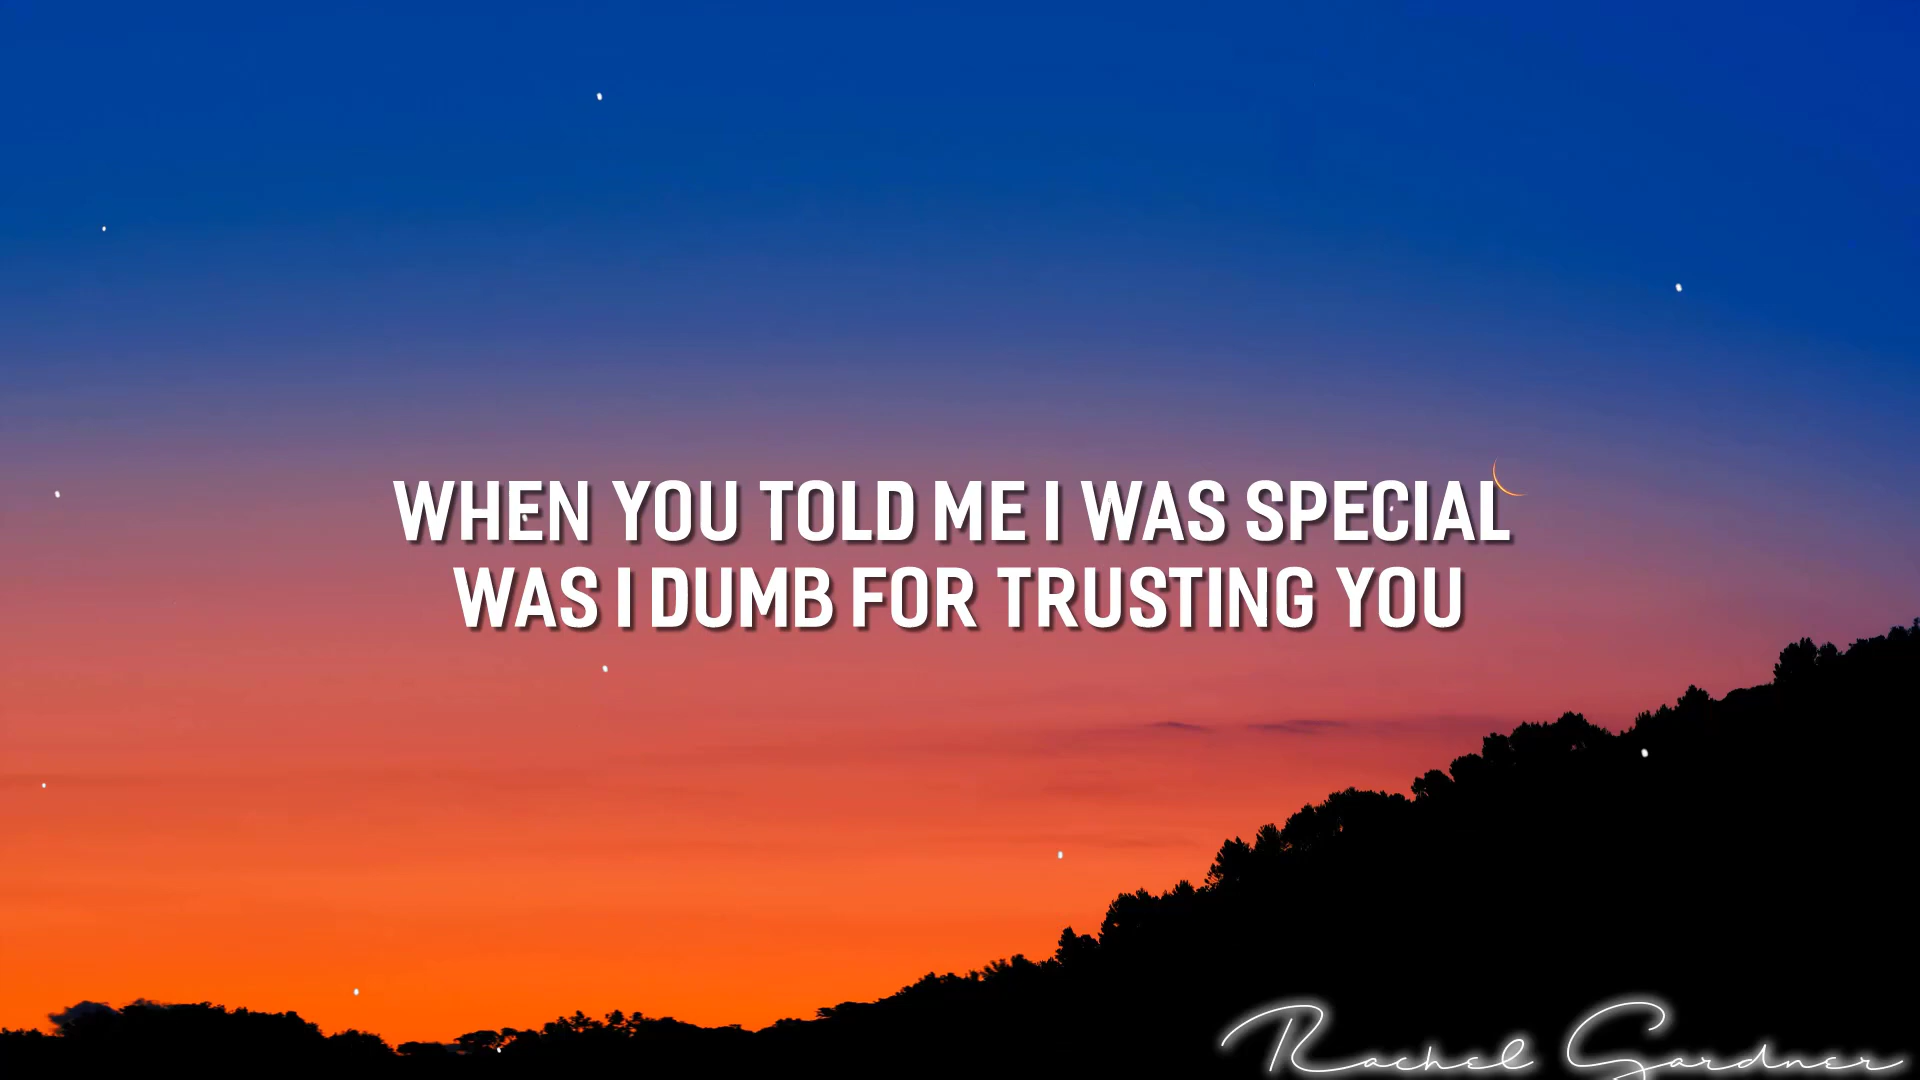 WHEN YOU TOLD ME I WAS SPECIAL
WAS I DUMB FOR TRUSTING YOU
Rachel Gardner